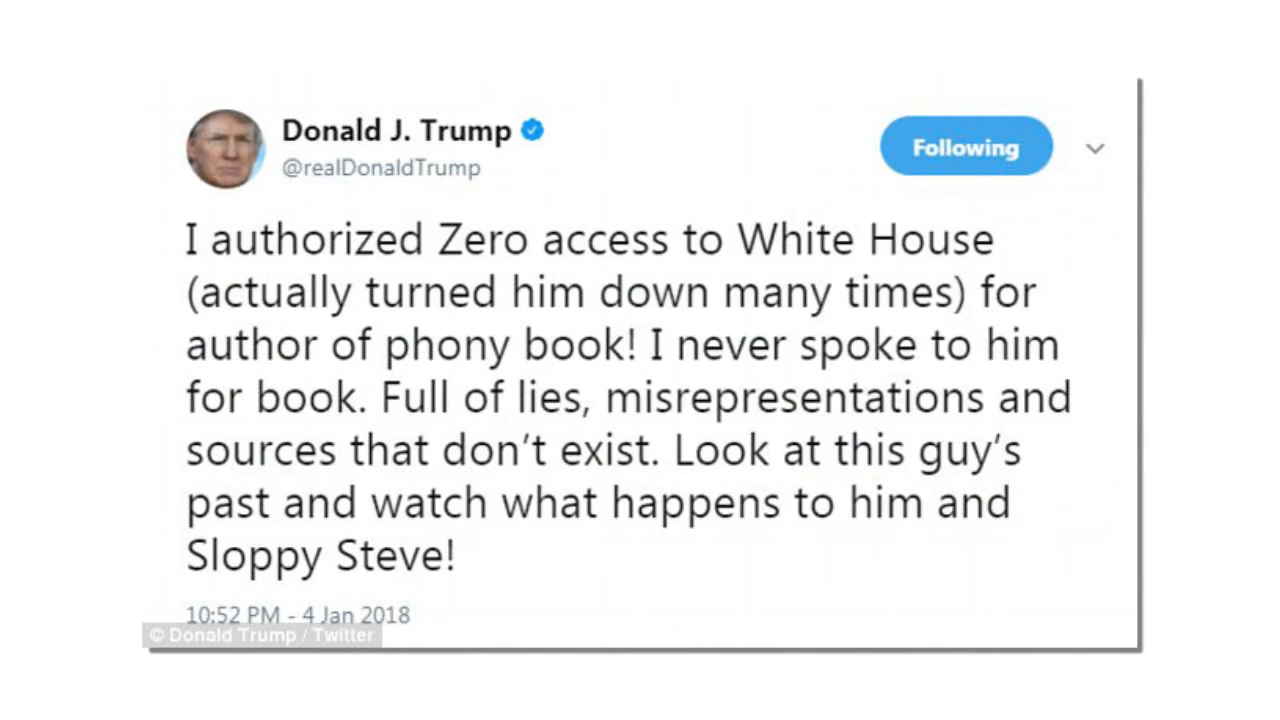 Donald J. Trump
@realDonaldTrump
Following
I authorized Zero access to White House
(actually turned him down many times) for
author of phony book! I never spoke to him
for book. Full of lies, misrepresentations and
sources that don’t exist. Look at this guy’s
past and watch what happens to him and
Sloppy Steve!
10:52 PM - 4 Jan 2018
© Donald Trump / Twitter